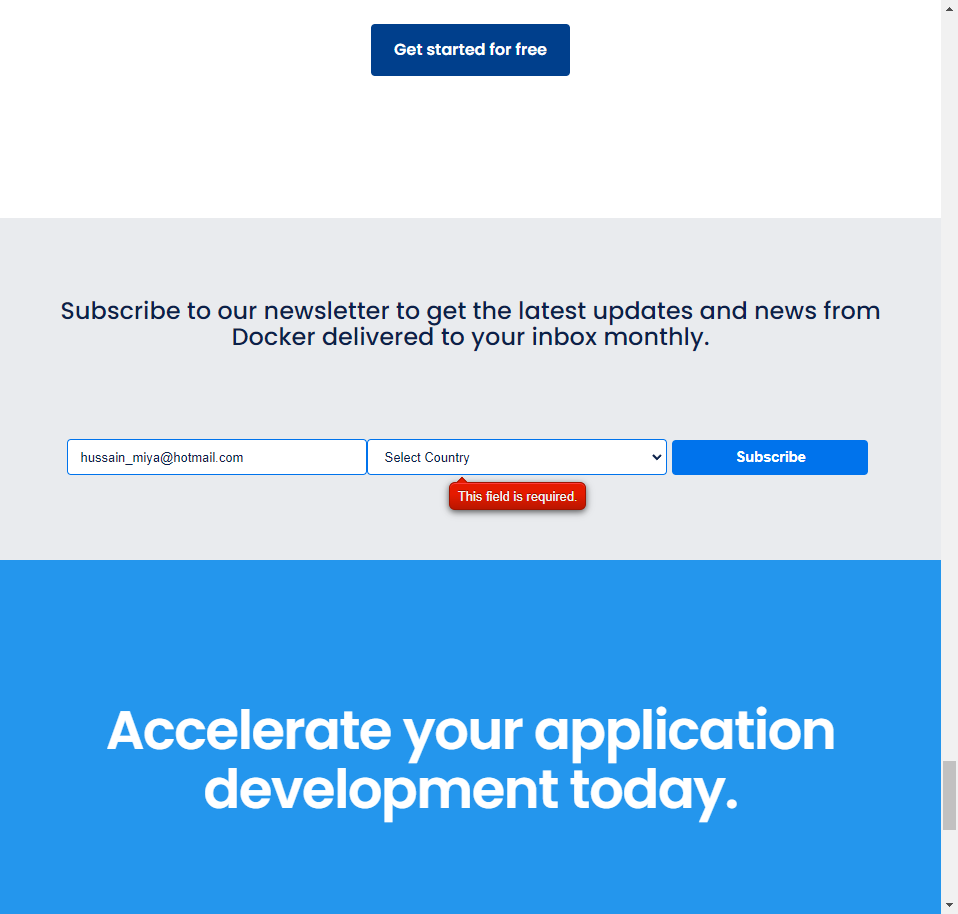 Get started for free
Subscribe to our newsletter to get the latest updates and news from
Docker delivered to your inbox monthly.
hussain_miya@hotmail.com
Select Country
Subscribe
This field is required.
Accelerate your application
development today.